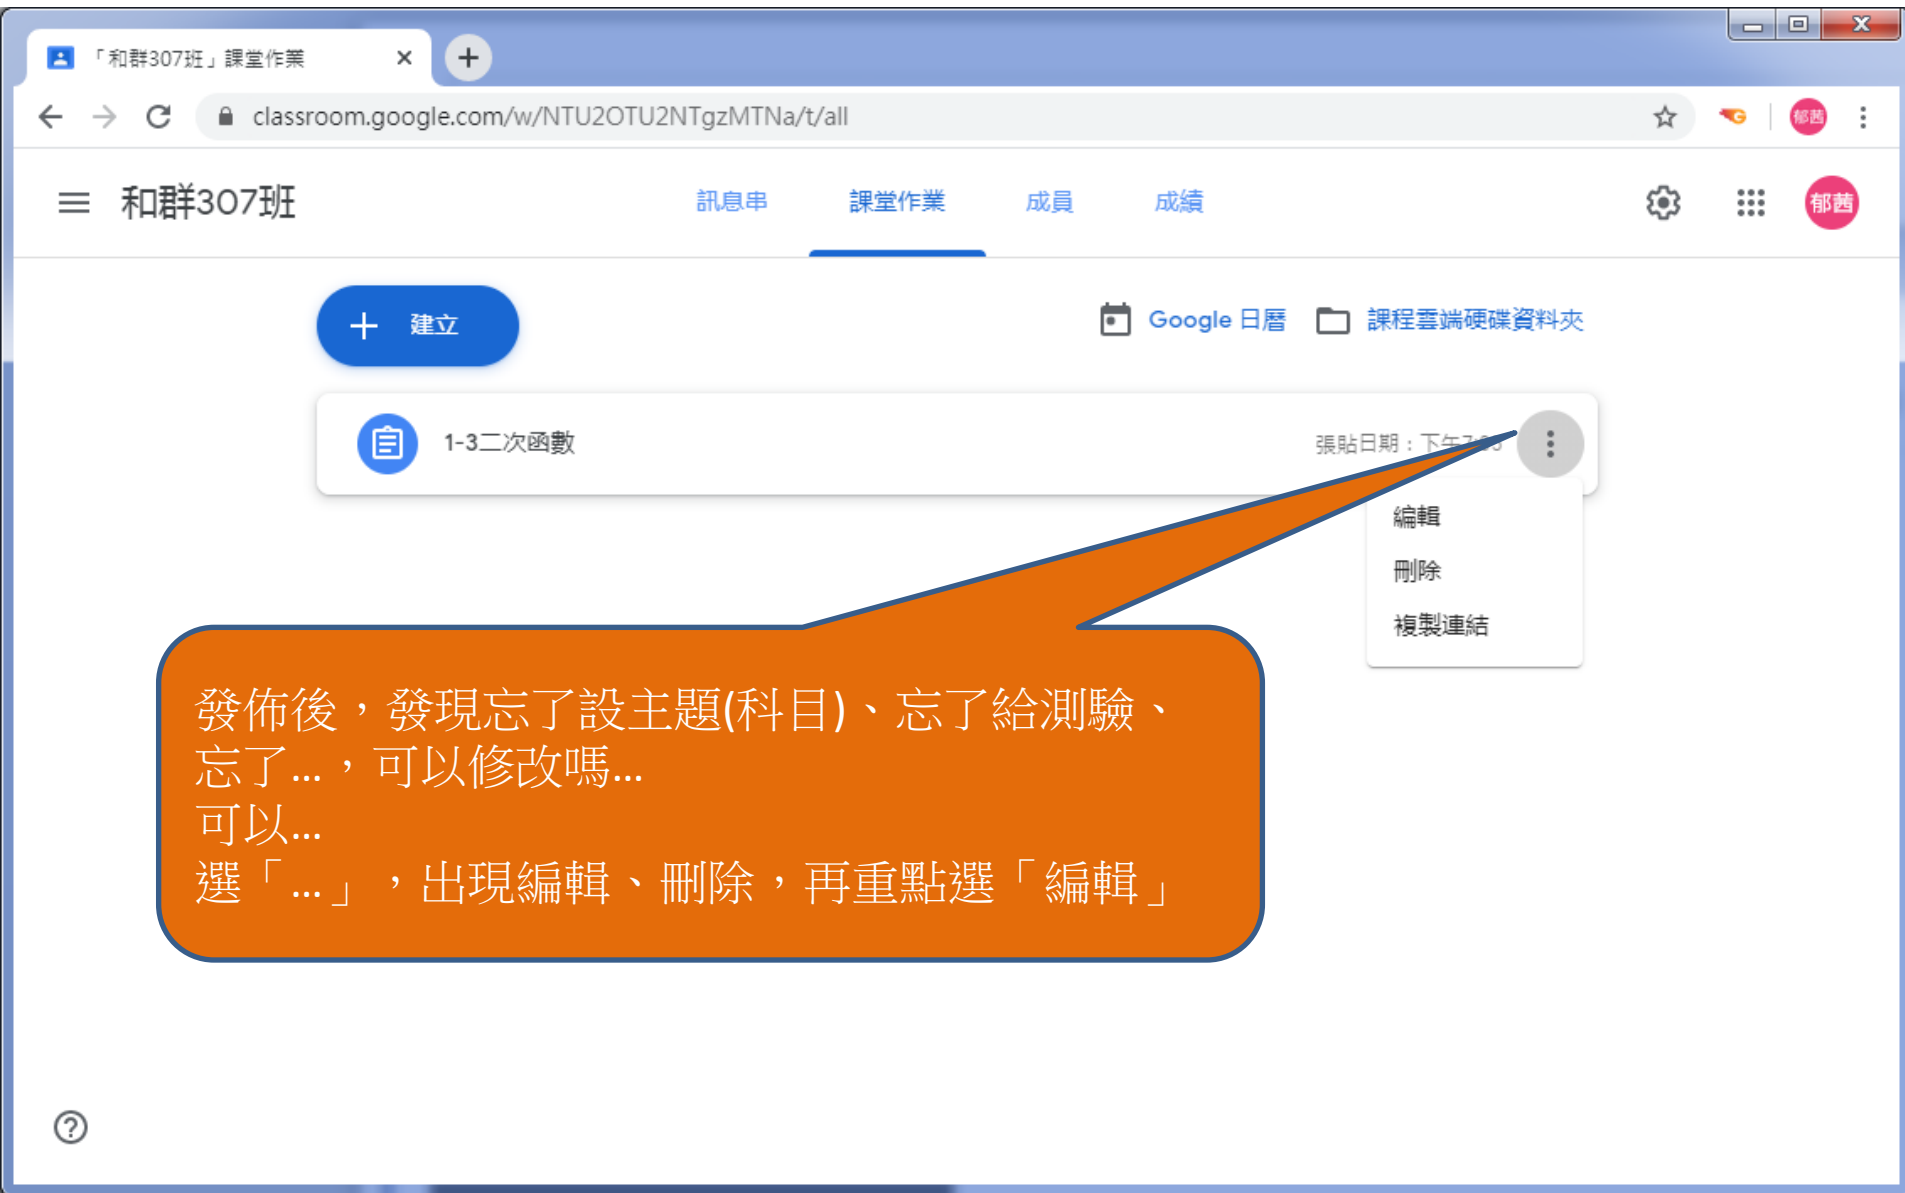 「和群307班」課堂作業
classroom.google.com/w/NTU2OTU2NTgzMTNa/t/all
郁茜
和群307班
訊息串 課堂作業 成員 成績
郁茜
建立
Google 日曆 課程雲端硬碟資料夾
1-3二次函數
張貼日期：下午
編輯
刪除
複製連結
發佈後，發現忘了設主題(科目)、忘了給測驗、
忘了...，可以修改嗎...
可以...
選「...」，出現編輯、刪除，再重點選「編輯」